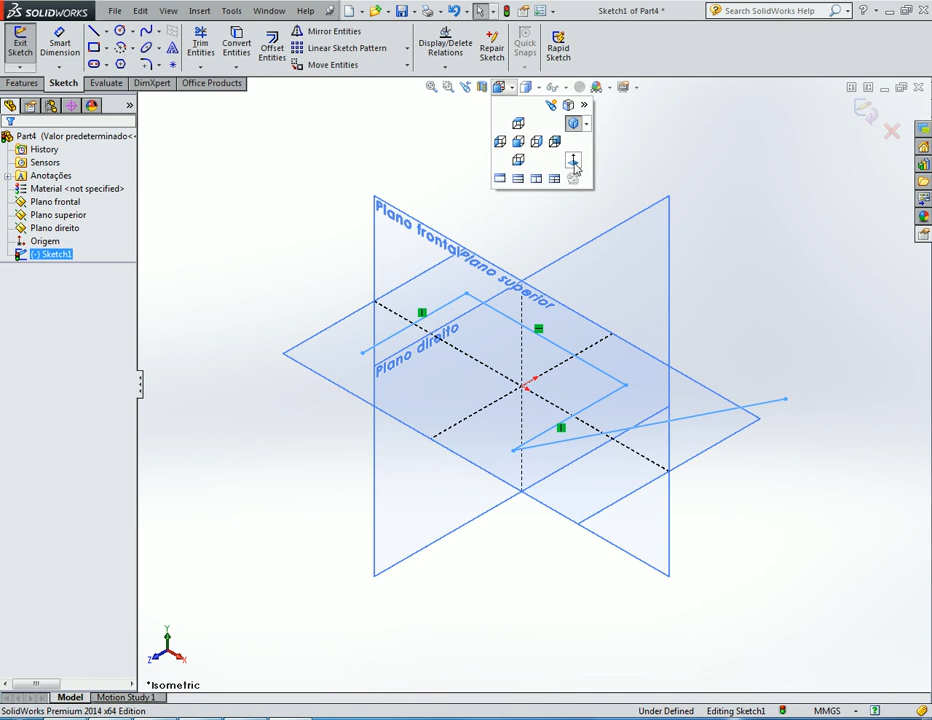 SOLIDWORKS File Edit View Insert Tools Window Help Sketch1 of Part4 * Search SolidWorks Help
Exit Sketch
Smart Dimension
Trim Entities
Convert Entities
Offset Entities
Mirror Entities
Linear Sketch Pattern
Move Entities
Display/Delete Relations
Repair Sketch
Quick Snaps
Rapid Sketch
Features Sketch Evaluate DimXpert Office Products
Part4 (Valor predeterminado<
History
Sensores
Anotações
Material <not specified>
Plano frontal
Plano superior
Plano direito
Origem
(-) Sketch1
Plano frontal
Plano superior
Plano direito
Y
Z X
*Isometric
Model Motion Study 1
SolidWorks Premium 2014 x64 Edition Under Defined Editing Sketch1 MMGS